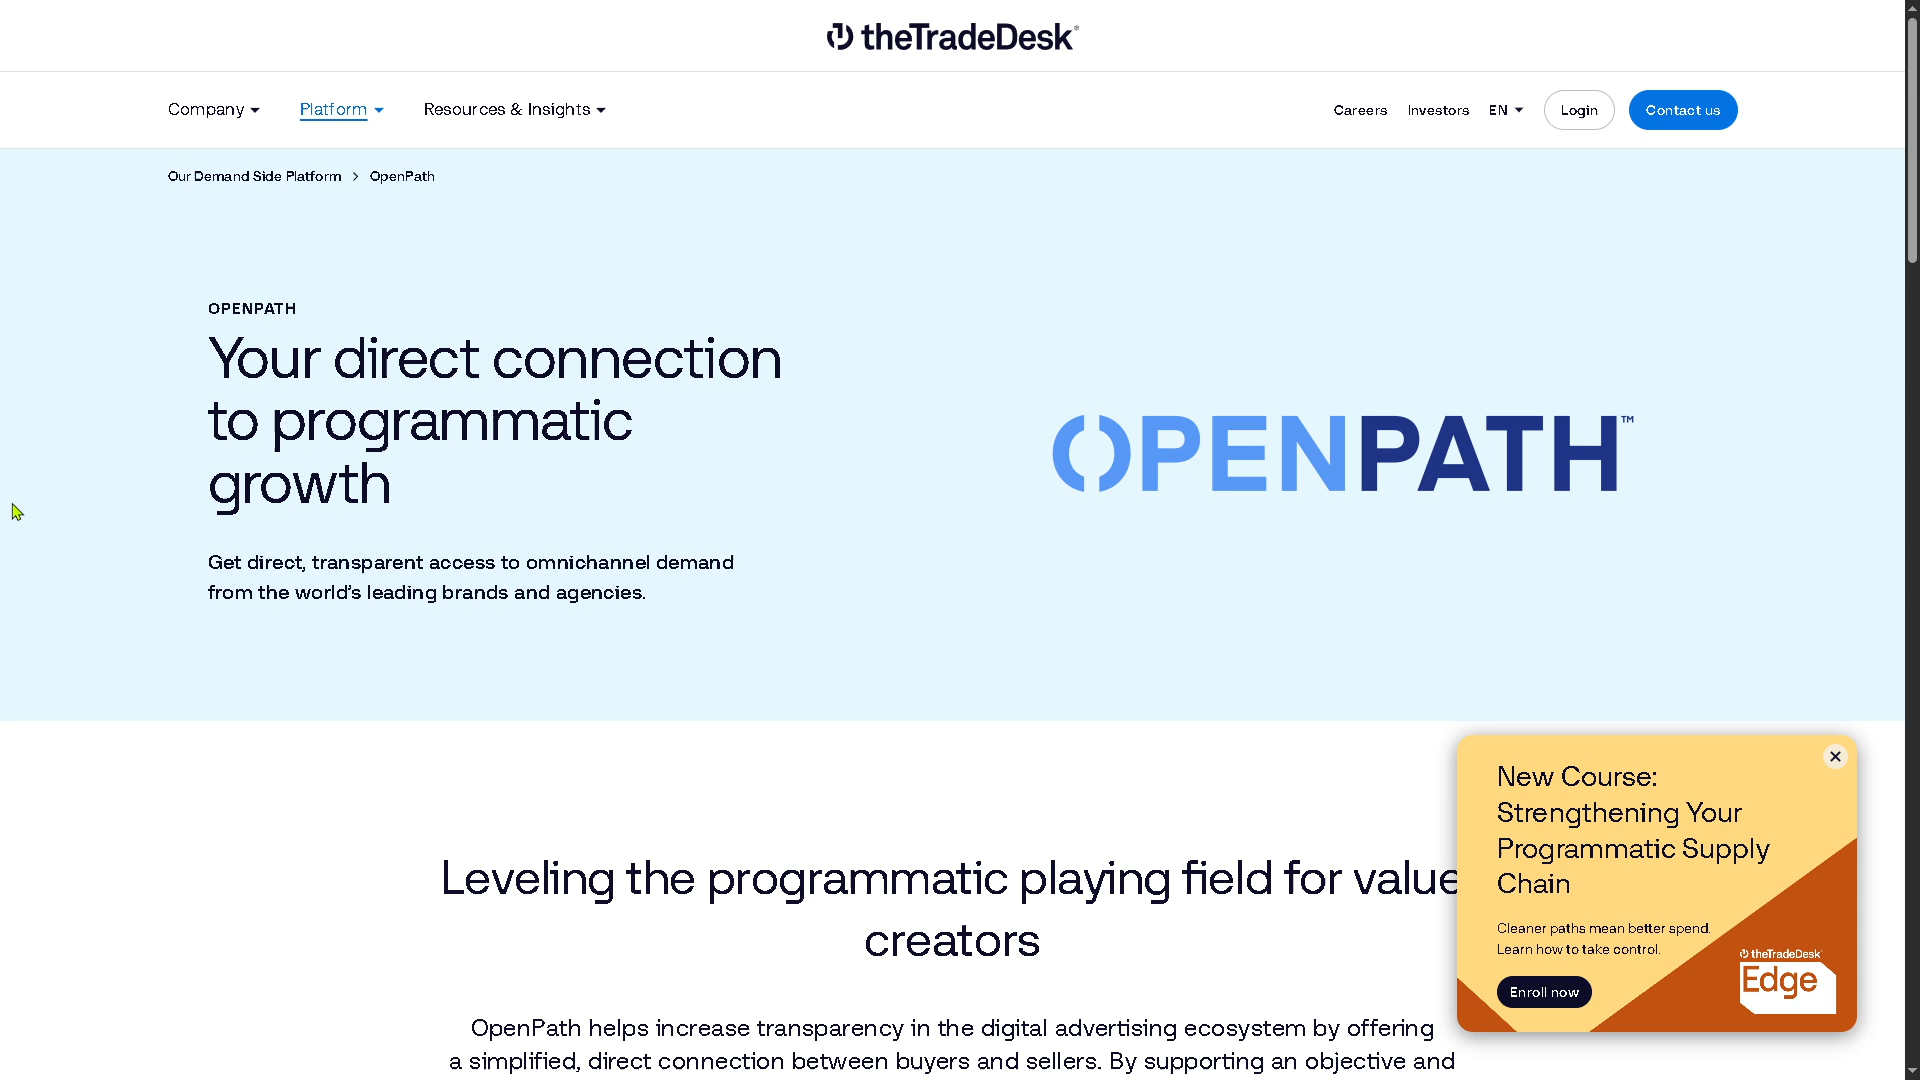 theTradeDesk
Company
Platform
Resources & Insights
Careers
Investors
EN
Login
Contact us
Our Demand Side Platform > OpenPath
OPENPATH
Your direct connection
to programmatic
growth
Get direct, transparent access to omnichannel demand
from the world's leading brands and agencies.
OPENPATH™
Leveling the programmatic playing field for value
creators
OpenPath helps increase transparency in the digital advertising ecosystem by offering
a simplified, direct connection between buyers and sellers. By supporting an objective and
New Course:
Strengthening Your
Programmatic Supply
Chain
Cleaner paths mean better spend.
Learn how to take control.
Enroll now
theTradeDesk
Edge